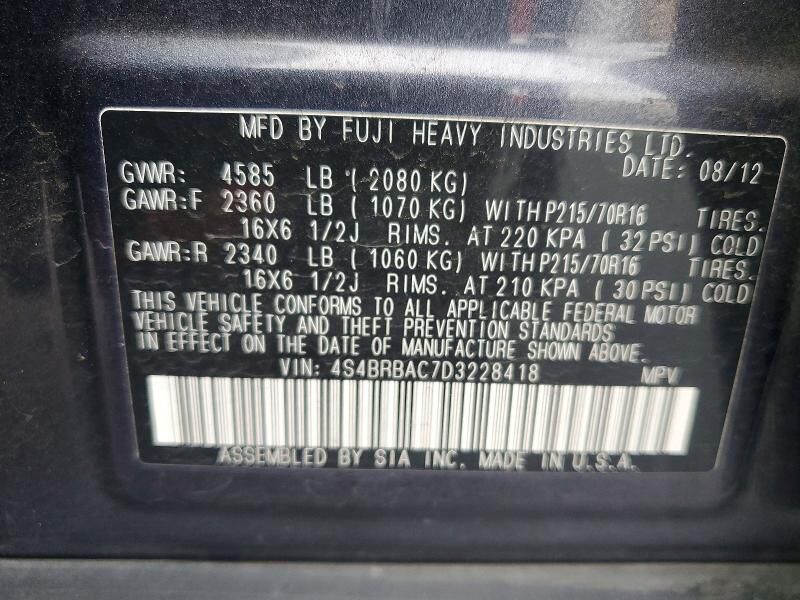 MFD BY FUJI HEAVY INDUSTRIES LTD.
DATE: 08/12
GVWR: 4585 LB ( 2080 KG)
GAWR:F 2360 LB ( 1070 KG) WITH P215/70R16 TIRES.
16X6 1/2J RIMS. AT 220 KPA ( 32 PSI) COLD
GAWR:R 2340 LB ( 1060 KG) WITH P215/70R16 TIRES.
16X6 1/2J RIMS. AT 210 KPA ( 30 PSI) COLD
THIS VEHICLE CONFORMS TO ALL APPLICABLE FEDERAL MOTOR
VEHICLE SAFETY AND THEFT PREVENTION STANDARDS
IN EFFECT ON THE DATE OF MANUFACTURE SHOWN ABOVE.
VIN: 4S4BRBAC7D3228418 MPV
ASSEMBLED BY SIA INC. MADE IN U.S.A.